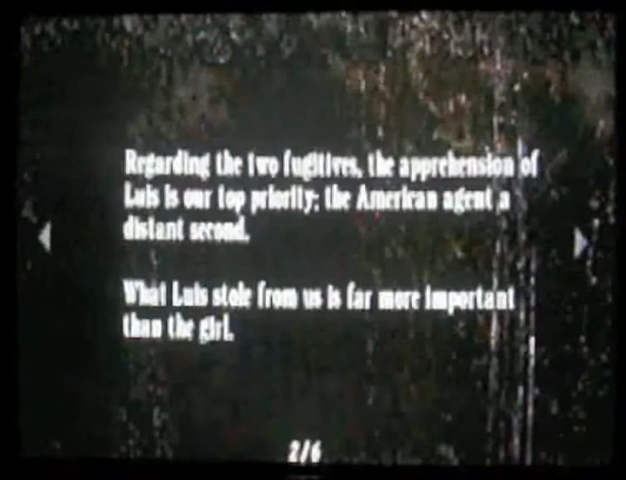 Regarding the two fugitives, the apprehension of
Luis is our top priority; the American agent a
distant second.
What Luis stole from us is far more important
than the girl.
2/6